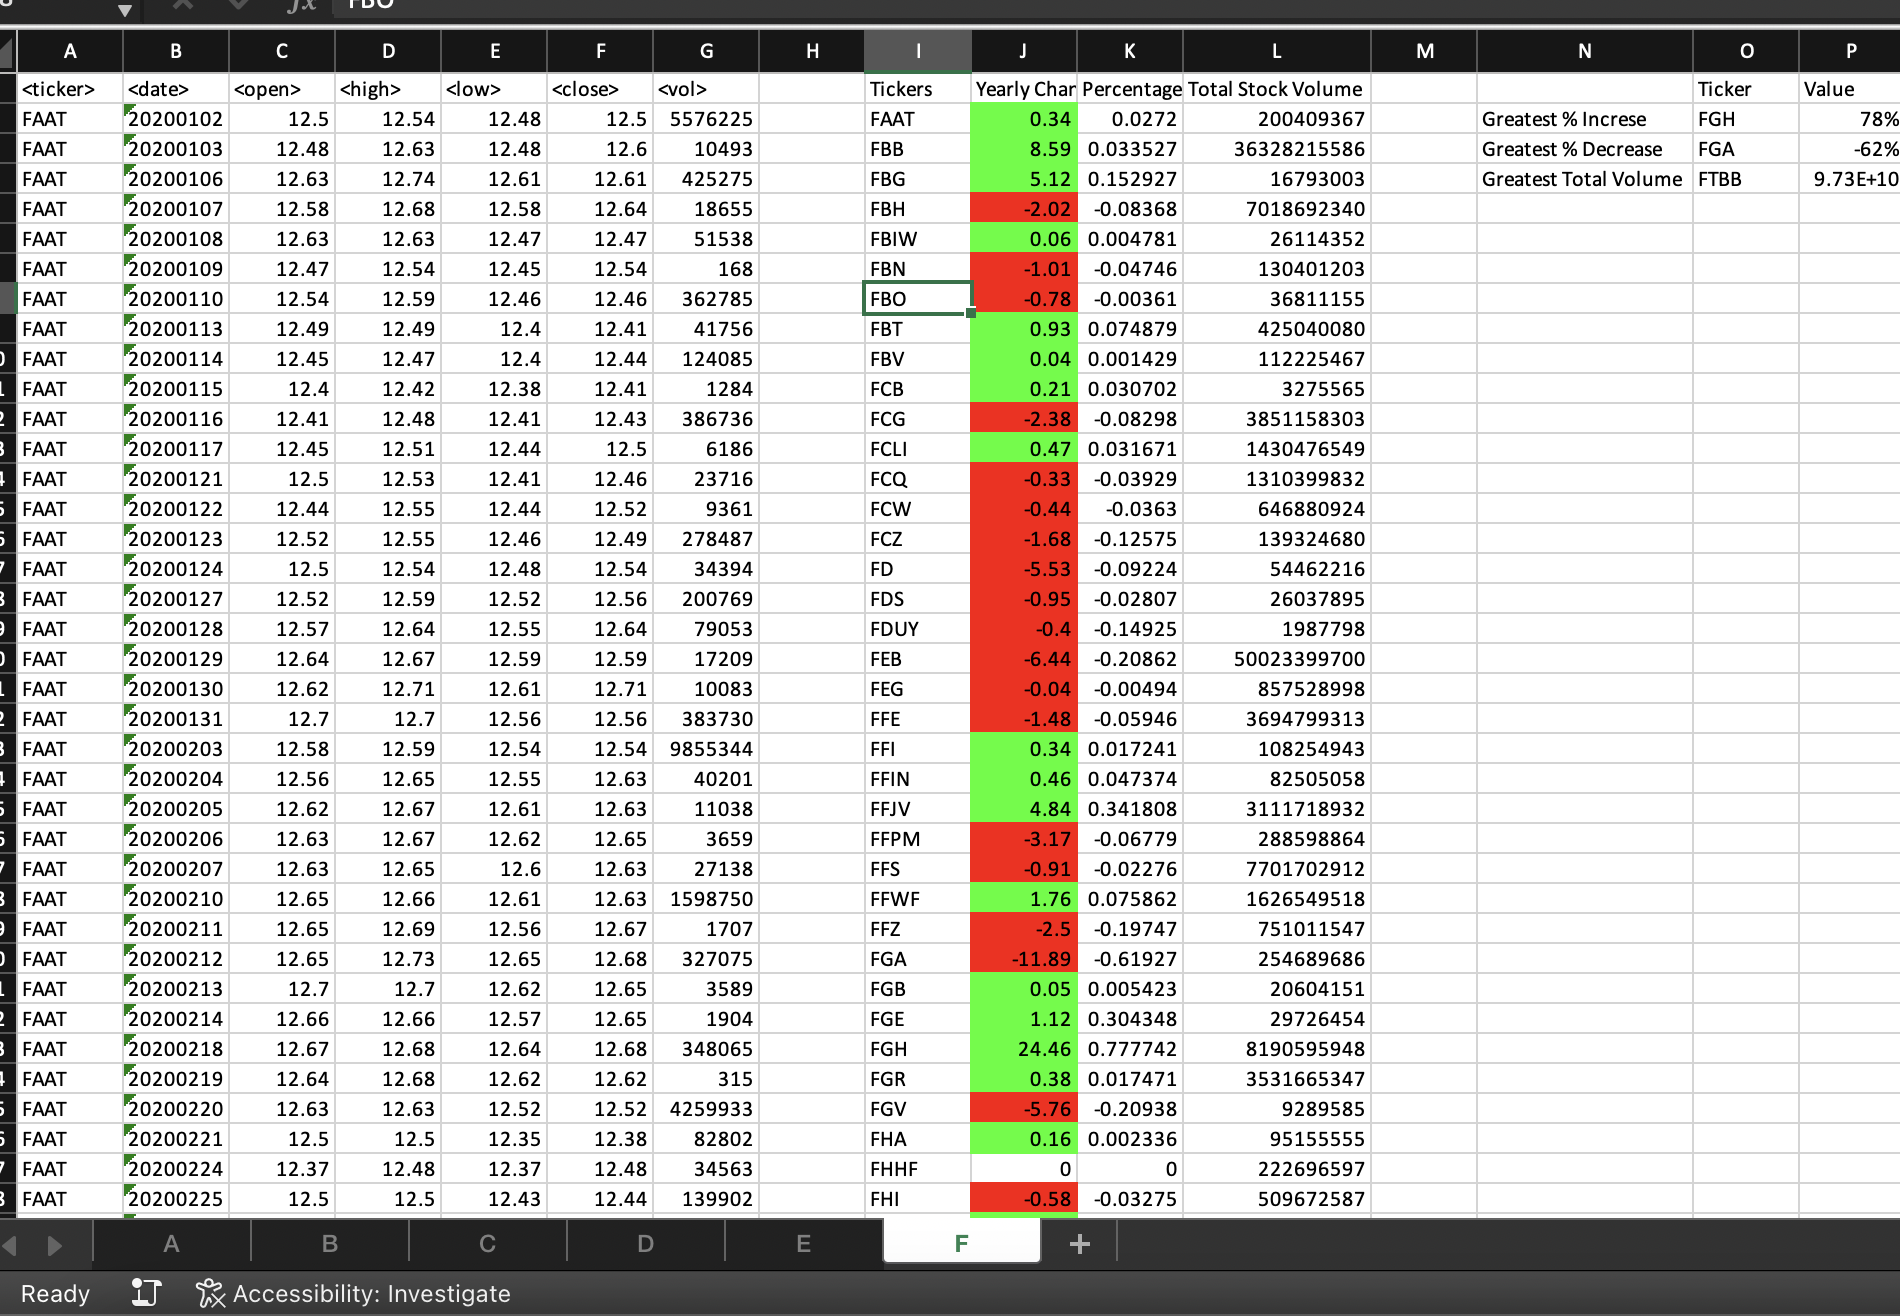 fx FBO
A B C D E F G H I J K L M N O P
<ticker> <date> <open> <high> <low> <close> <vol> Tickers Yearly Char Percentage Total Stock Volume Ticker Value
FAAT 20200102 12.5 12.54 12.48 12.5 5576225 FAAT 0.34 0.0272 200409367 Greatest % Increse FGH 78%
FAAT 20200103 12.48 12.63 12.48 12.6 10493 FBB 8.59 0.033527 36328215586 Greatest % Decrease FGA -62%
FAAT 20200106 12.63 12.74 12.61 12.61 425275 FBG 5.12 0.152927 16793003 Greatest Total Volume FTBB 9.73E+10
FAAT 20200107 12.58 12.68 12.58 12.64 18655 FBH -2.02 -0.08368 7018692340
FAAT 20200108 12.63 12.63 12.47 12.47 51538 FBIW 0.06 0.004781 26114352
FAAT 20200109 12.47 12.54 12.45 12.54 168 FBN -1.01 -0.04746 130401203
FAAT 20200110 12.54 12.59 12.46 12.46 362785 FBO -0.78 -0.00361 36811155
FAAT 20200113 12.49 12.49 12.4 12.41 41756 FBT 0.93 0.074879 425040080
FAAT 20200114 12.45 12.47 12.4 12.44 124085 FBV 0.04 0.001429 112225467
FAAT 20200115 12.4 12.42 12.38 12.41 1284 FCB 0.21 0.030702 3275565
FAAT 20200116 12.41 12.48 12.41 12.43 386736 FCG -2.38 -0.08298 3851158303
FAAT 20200117 12.45 12.51 12.44 12.5 6186 FCLI 0.47 0.031671 1430476549
FAAT 20200121 12.5 12.53 12.41 12.46 23716 FCQ -0.33 -0.03929 1310399832
FAAT 20200122 12.44 12.55 12.44 12.52 9361 FCW -0.44 -0.0363 646880924
FAAT 20200123 12.52 12.55 12.46 12.49 278487 FCZ -1.68 -0.12575 139324680
FAAT 20200124 12.5 12.54 12.48 12.54 34394 FD -5.53 -0.09224 54462216
FAAT 20200127 12.52 12.59 12.52 12.56 200769 FDS -0.95 -0.02807 26037895
FAAT 20200128 12.57 12.64 12.55 12.64 79053 FDUY -0.4 -0.14925 1987798
FAAT 20200129 12.64 12.67 12.59 12.59 17209 FEB -6.44 -0.20862 50023399700
FAAT 20200130 12.62 12.71 12.61 12.71 10083 FEG -0.04 -0.00494 857528998
FAAT 20200131 12.7 12.7 12.56 12.56 383730 FFE -1.48 -0.05946 3694799313
FAAT 20200203 12.58 12.59 12.54 12.54 9855344 FFI 0.34 0.017241 108254943
FAAT 20200204 12.56 12.65 12.55 12.63 40201 FFIN 0.46 0.047374 82505058
FAAT 20200205 12.62 12.67 12.61 12.63 11038 FFJV 4.84 0.341808 3111718932
FAAT 20200206 12.63 12.67 12.62 12.65 3659 FFPM -3.17 -0.06779 288598864
FAAT 20200207 12.63 12.65 12.6 12.63 27138 FFS -0.91 -0.02276 7701702912
FAAT 20200210 12.65 12.66 12.61 12.63 1598750 FFWF 1.76 0.075862 1626549518
FAAT 20200211 12.65 12.69 12.56 12.67 1707 FFZ -2.5 -0.19747 751011547
FAAT 20200212 12.65 12.73 12.65 12.68 327075 FGA -11.89 -0.61927 254689686
FAAT 20200213 12.7 12.7 12.62 12.65 3589 FGB 0.05 0.005423 20604151
FAAT 20200214 12.66 12.66 12.57 12.65 1904 FGE 1.12 0.304348 29726454
FAAT 20200218 12.67 12.68 12.64 12.68 348065 FGH 24.46 0.777742 8190595948
FAAT 20200219 12.64 12.68 12.62 12.62 315 FGR 0.38 0.017471 3531665347
FAAT 20200220 12.63 12.63 12.52 12.52 4259933 FGV -5.76 -0.20938 9289585
FAAT 20200221 12.5 12.5 12.35 12.38 82802 FHA 0.16 0.002336 95155555
FAAT 20200224 12.37 12.48 12.37 12.48 34563 FHHF 0 0 222696597
FAAT 20200225 12.5 12.5 12.43 12.44 139902 FHI -0.58 -0.03275 509672587
A B C D E F +
Ready Accessibility: Investigate